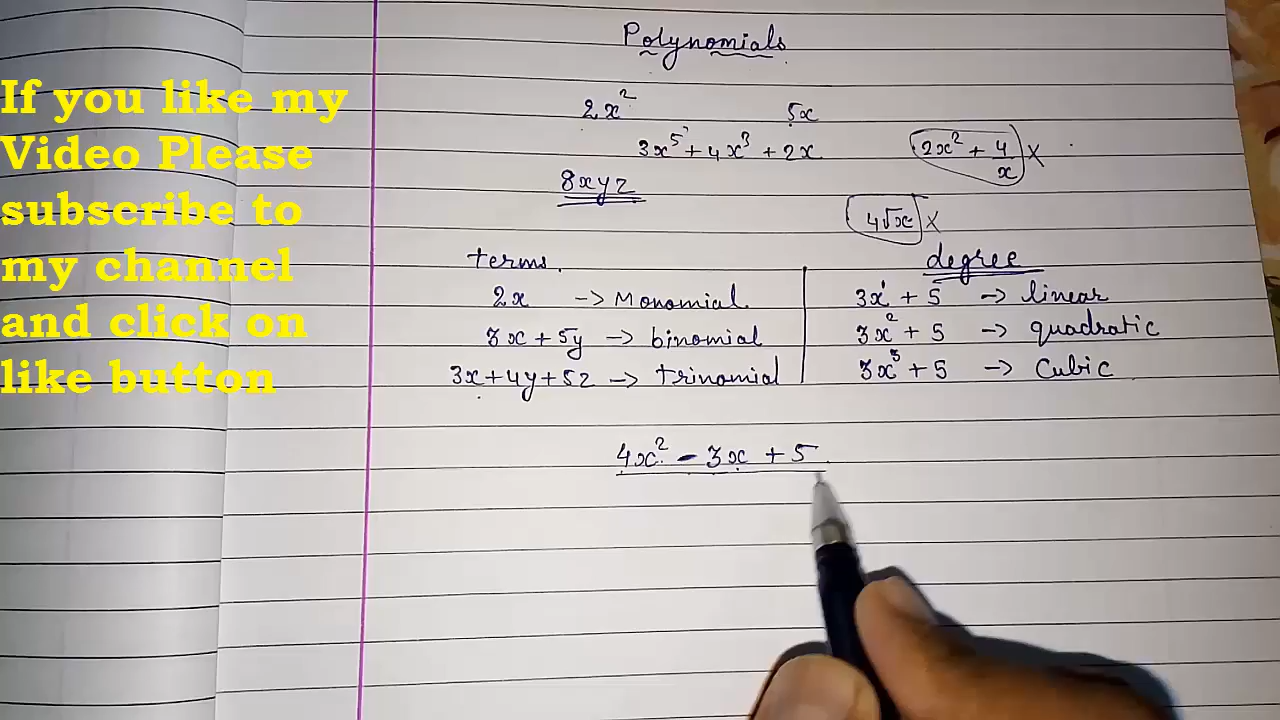 If you like my
Video Please
subscribe to
my channel
and click on
like button
Polynomials
2x² 5x
3x⁵ + 4x³ + 2x
2x² + 4/x X
8xyz
4√x X
terms.
2x -> Monomial
3x + 5y -> binomial
3x + 4y + 5z -> trinomial
degree
3x¹ + 5 -> linear
3x² + 5 -> quadratic
3x³ + 5 -> Cubic
4x² - 3x + 5